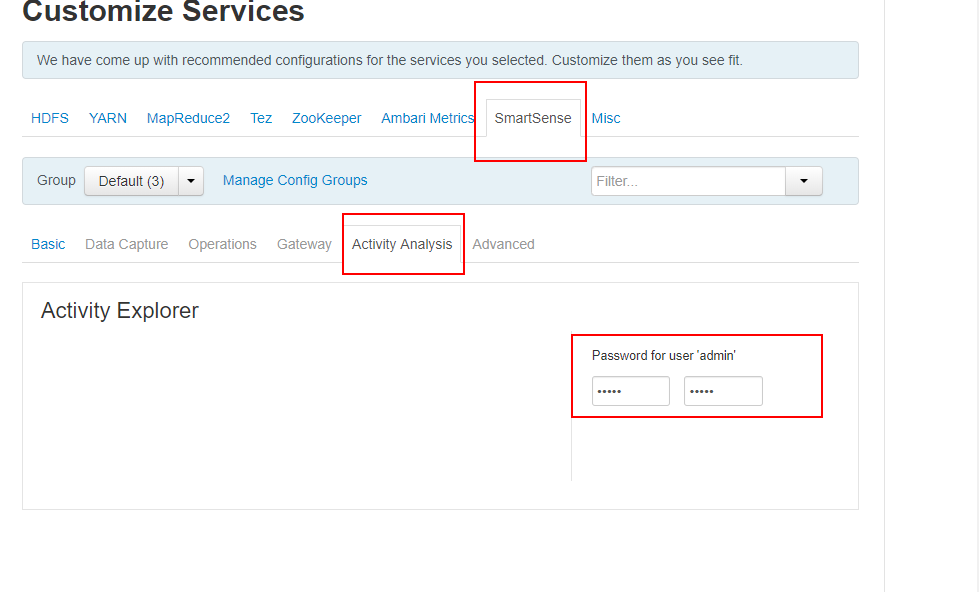 Customize Services
We have come up with recommended configurations for the services you selected. Customize them as you see fit.
HDFS YARN MapReduce2 Tez ZooKeeper Ambari Metrics SmartSense Misc
Group Default (3) Manage Config Groups Filter...
Basic Data Capture Operations Gateway Activity Analysis Advanced
Activity Explorer
Password for user 'admin'
••••• •••••